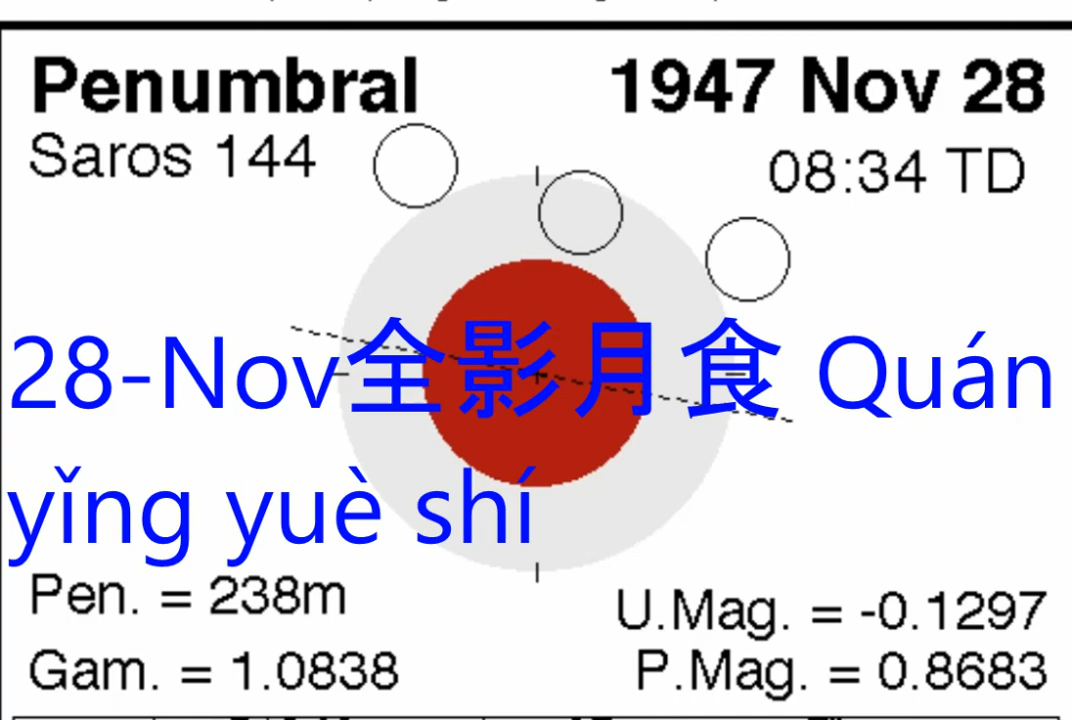 Penumbral 1947 Nov 28
Saros 144 08:34 TD
28-Nov全影月食 Quán
yǐng yuè shí
Pen. = 238m U.Mag. = -0.1297
Gam. = 1.0838 P.Mag. = 0.8683